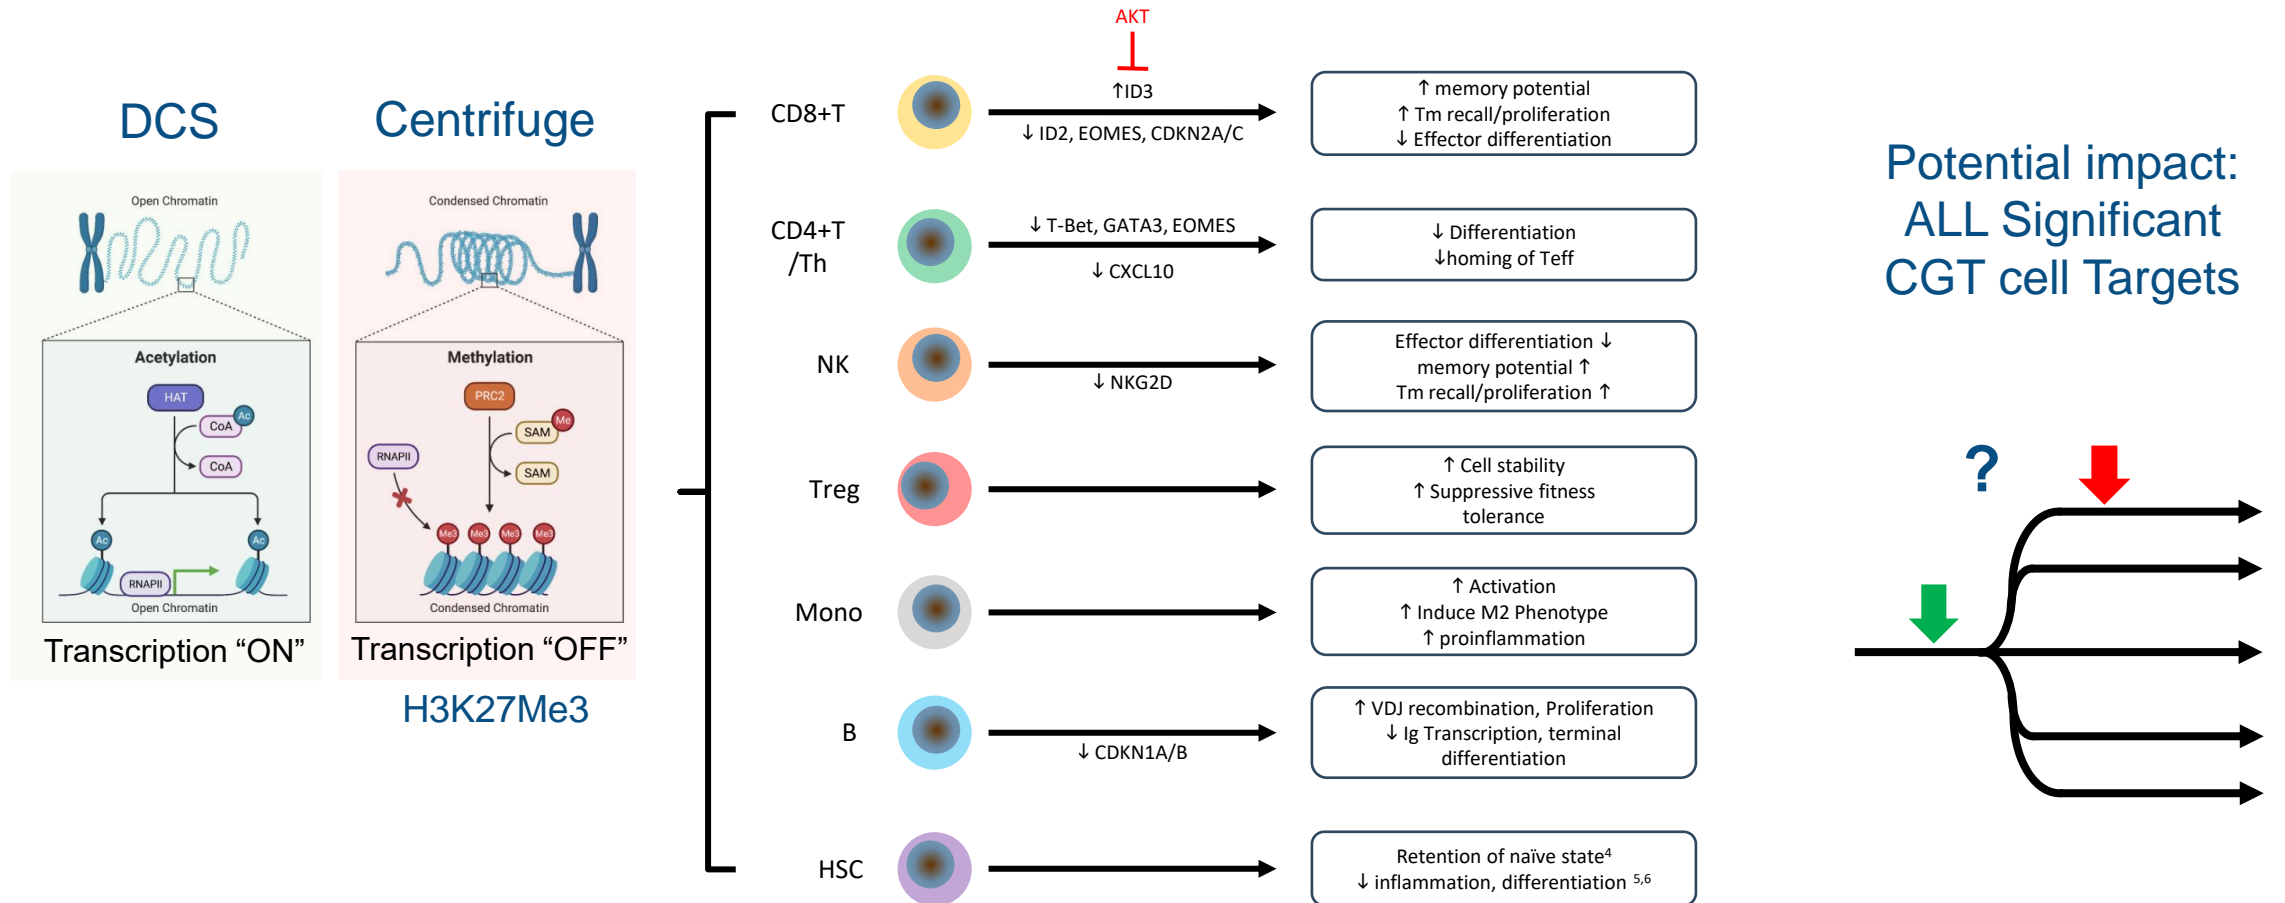 DCS
Open Chromatin
Acetylation
HAT
Ac
CoA
CoA
Ac
Ac
RNAPII
Open Chromatin
Transcription “ON”
Centrifuge
Condensed Chromatin
Methylation
PRC2
Me
SAM
RNAPII
SAM
Me3
Me3
Me3
Me3
Condensed Chromatin
Transcription “OFF”
H3K27Me3
AKT
CD8+T
↑ID3
↓ ID2, EOMES, CDKN2A/C
↑ memory potential
↑ Tm recall/proliferation
↓ Effector differentiation
CD4+T
/Th
↓ T-Bet, GATA3, EOMES
↓ CXCL10
↓ Differentiation
↓homing of Teff
NK
↓ NKG2D
Effector differentiation ↓
memory potential ↑
Tm recall/proliferation ↑
Treg
↑ Cell stability
↑ Suppressive fitness
tolerance
Mono
↑ Activation
↑ Induce M2 Phenotype
↑ proinflammation
B
↓ CDKN1A/B
↑ VDJ recombination, Proliferation
↓ Ig Transcription, terminal
differentiation
HSC
Retention of naïve state⁴
↓ inflammation, differentiation ⁵,⁶
Potential impact:
ALL Significant
CGT cell Targets
?